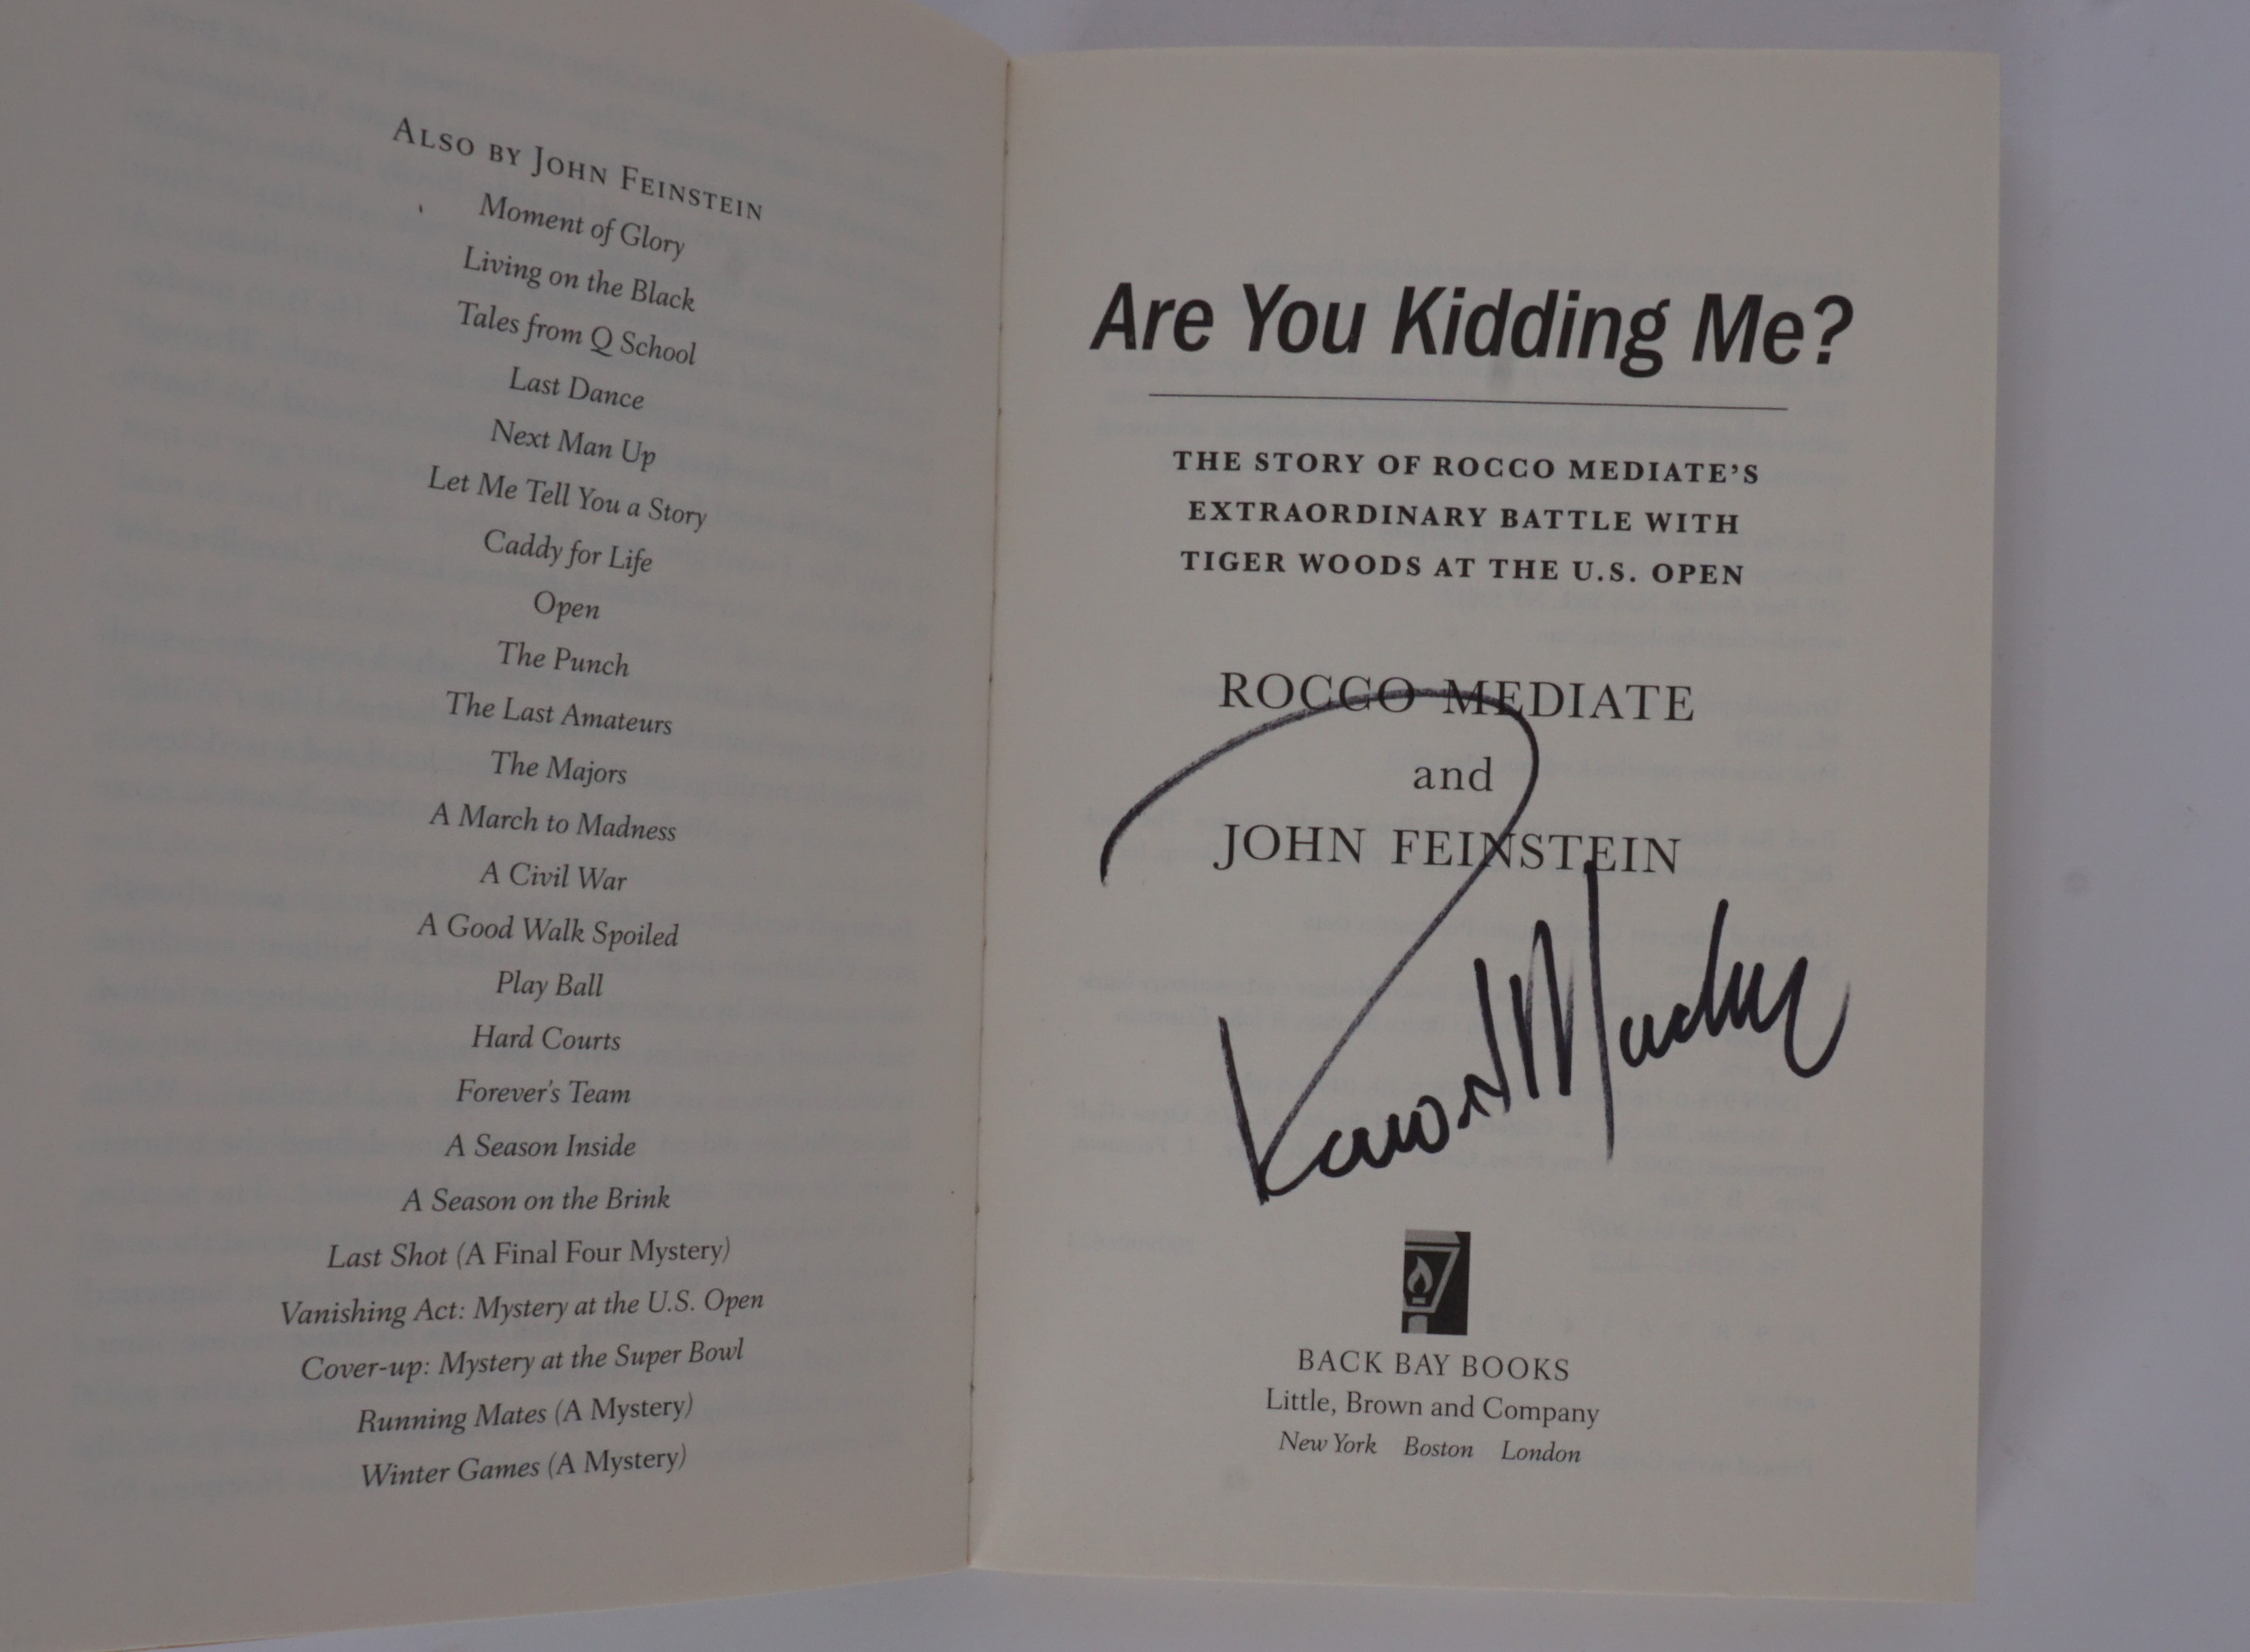 ALSO BY JOHN FEINSTEIN
Moment of Glory
Living on the Black
Tales from Q School
Last Dance
Next Man Up
Let Me Tell You a Story
Caddy for Life
Open
The Punch
The Last Amateurs
The Majors
A March to Madness
A Civil War
A Good Walk Spoiled
Play Ball
Hard Courts
Forever's Team
A Season Inside
A Season on the Brink
Last Shot (A Final Four Mystery)
Vanishing Act: Mystery at the U.S. Open
Cover-up: Mystery at the Super Bowl
Running Mates (A Mystery)
Winter Games (A Mystery)
Are You Kidding Me?
THE STORY OF ROCCO MEDIATE'S
EXTRAORDINARY BATTLE WITH
TIGER WOODS AT THE U.S. OPEN
ROCCO MEDIATE
and
JOHN FEINSTEIN
BACK BAY BOOKS
Little, Brown and Company
New York Boston London